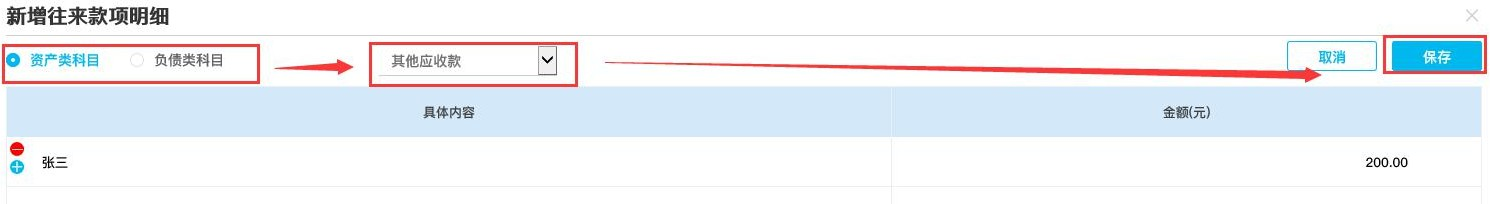 新增往来款项明细
资产类科目 负债类科目 其他应收款 取消 保存
具体内容 金额(元)
张三 200.00